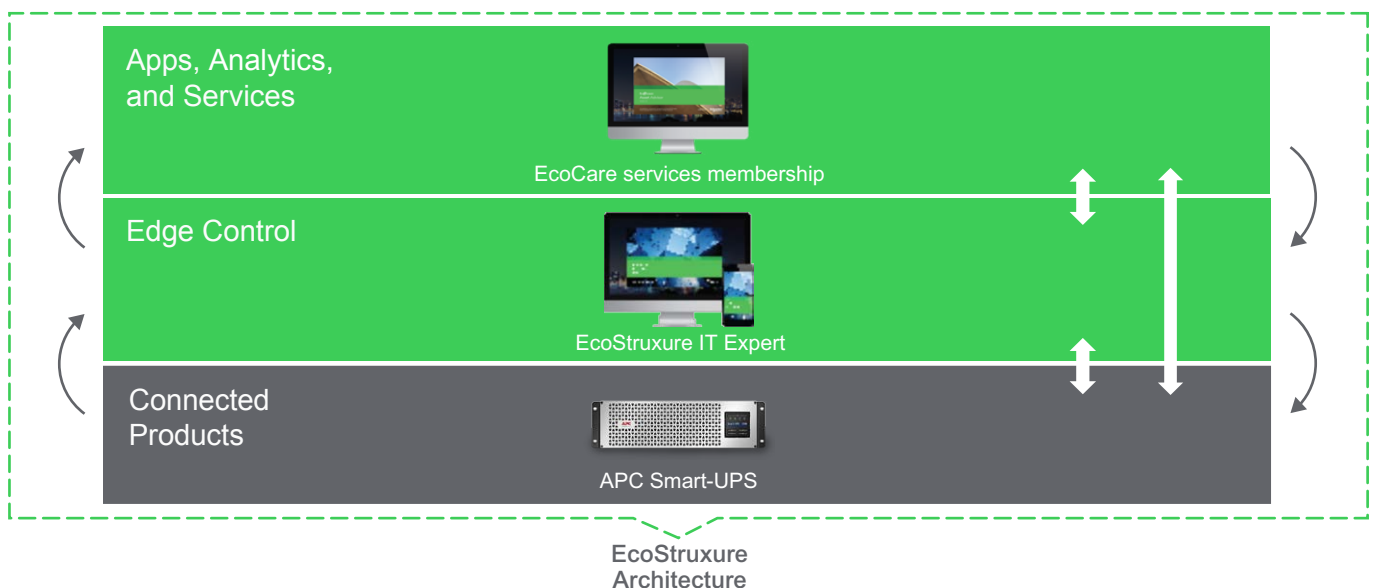 Apps, Analytics,
and Services
EcoCare services membership
Edge Control
EcoStruxure IT Expert
Connected
Products
APC
APC Smart-UPS
EcoStruxure
Architecture